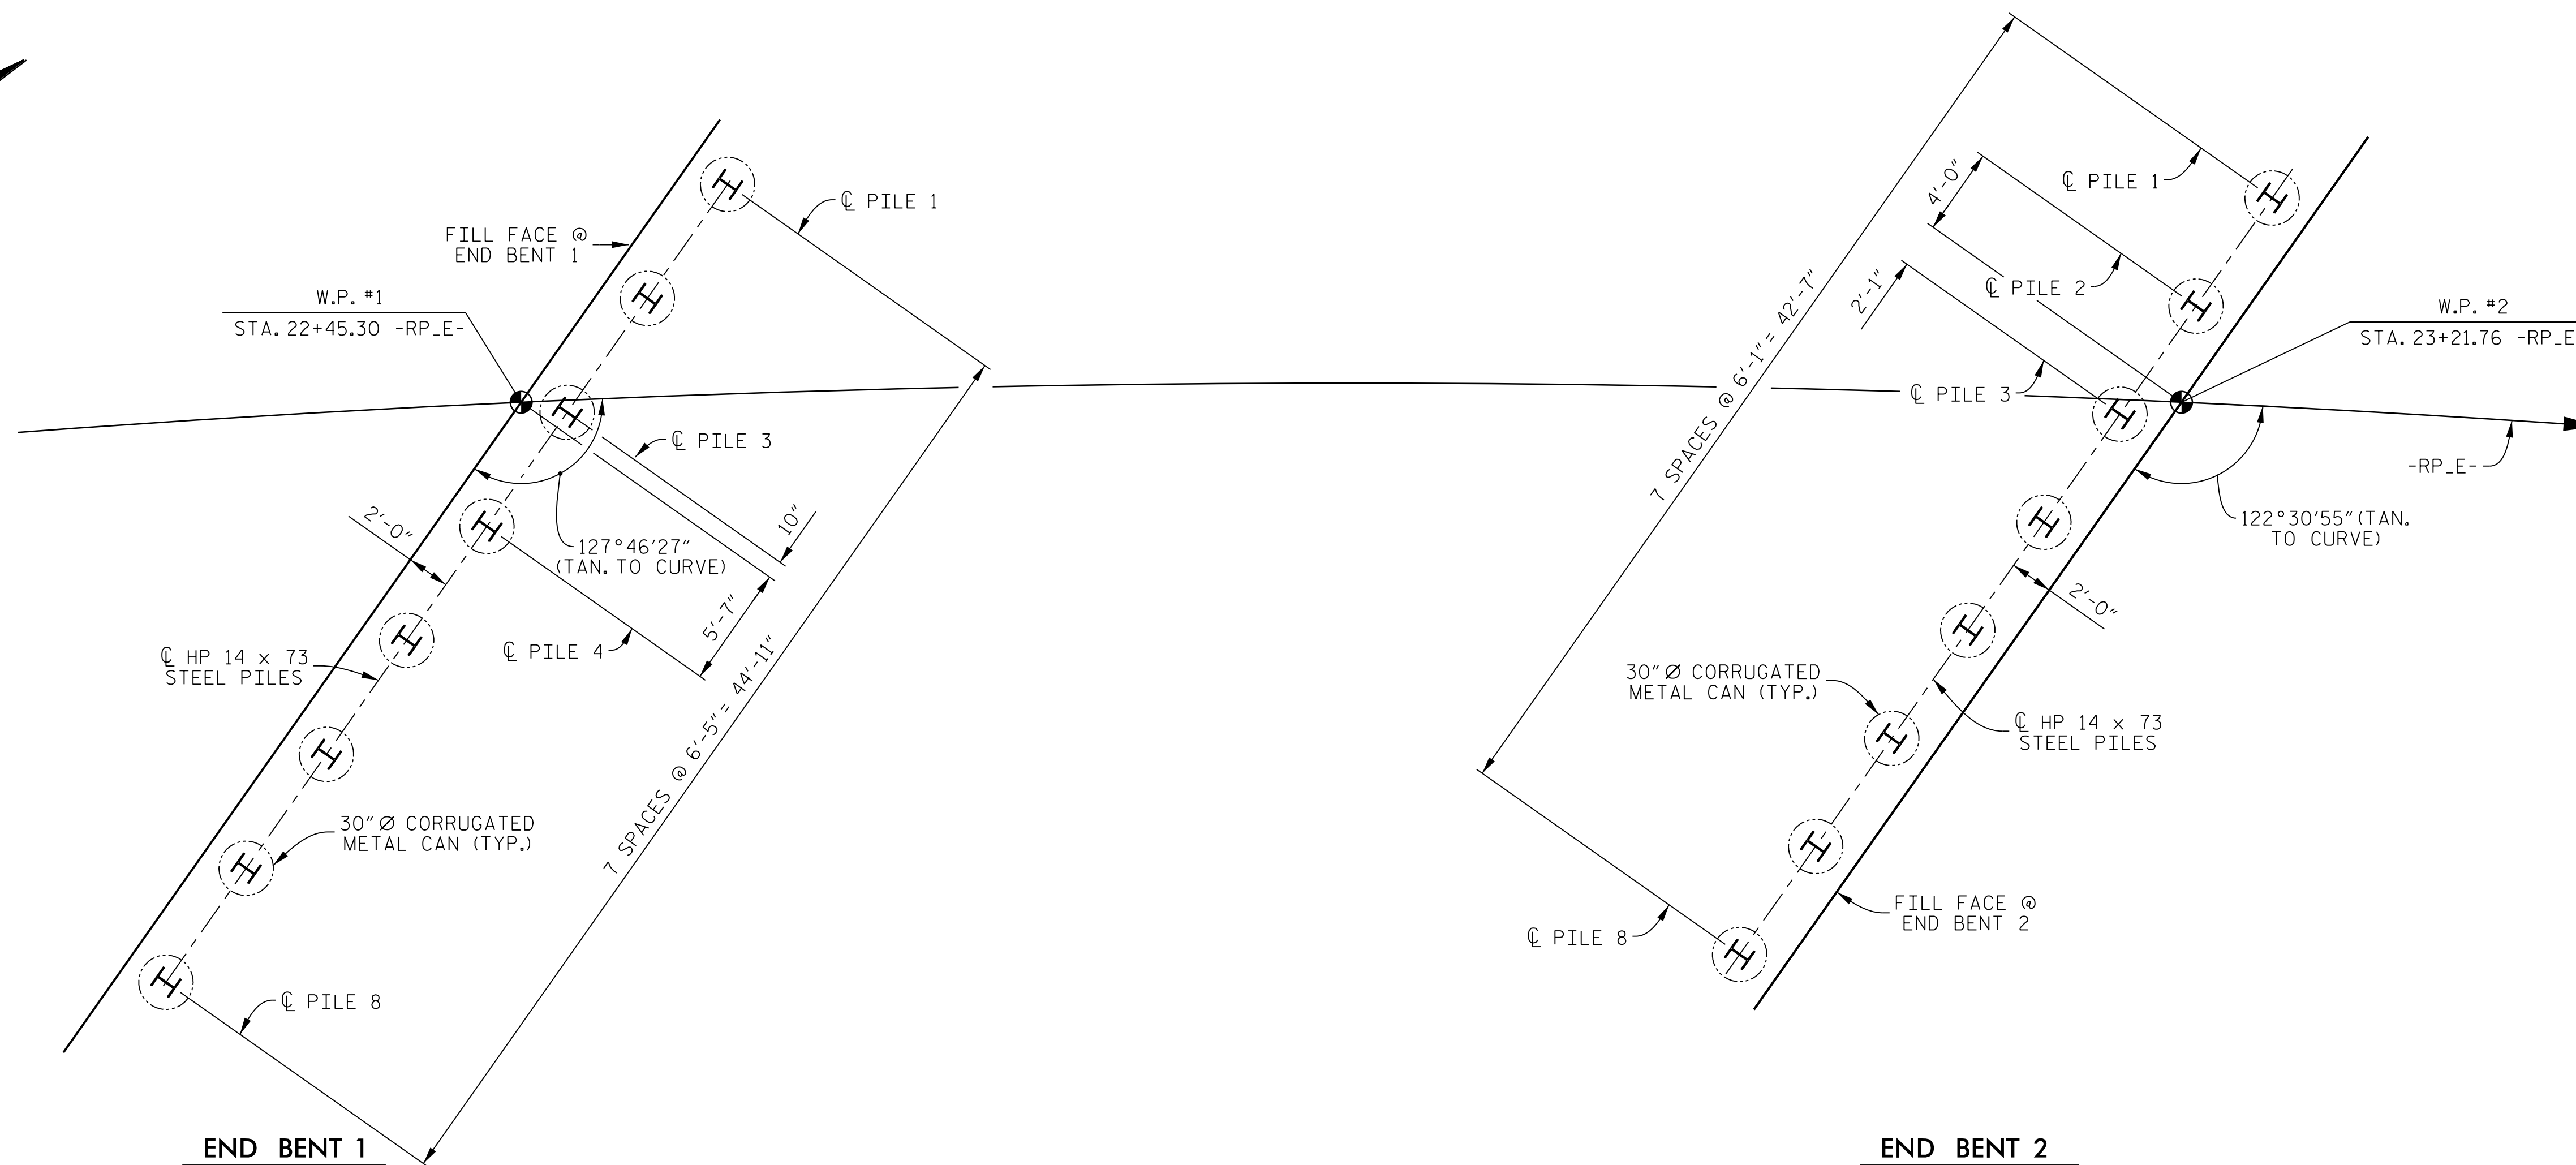 ℄ PILE 1
FILL FACE @
END BENT 1
W.P. #1
STA. 22+45.30 -RP_E-
℄ PILE 3
10"
2'-0"
127°46'27"
(TAN. TO CURVE)
5'-7"
℄ PILE 4
℄ HP 14 x 73
STEEL PILES
7 SPACES @ 6'-5" = 44'-11"
30" Ø CORRUGATED
METAL CAN (TYP.)
℄ PILE 8
END BENT 1
℄ PILE 1
4'-0"
℄ PILE 2
2'-1"
7 SPACES @ 6'-1" = 42'-7"
W.P. #2
STA. 23+21.76 -RP_E
℄ PILE 3
-RP_E-
122°30'55" (TAN.
TO CURVE)
2'-0"
30" Ø CORRUGATED
METAL CAN (TYP.)
℄ HP 14 x 73
STEEL PILES
FILL FACE @
END BENT 2
℄ PILE 8
END BENT 2